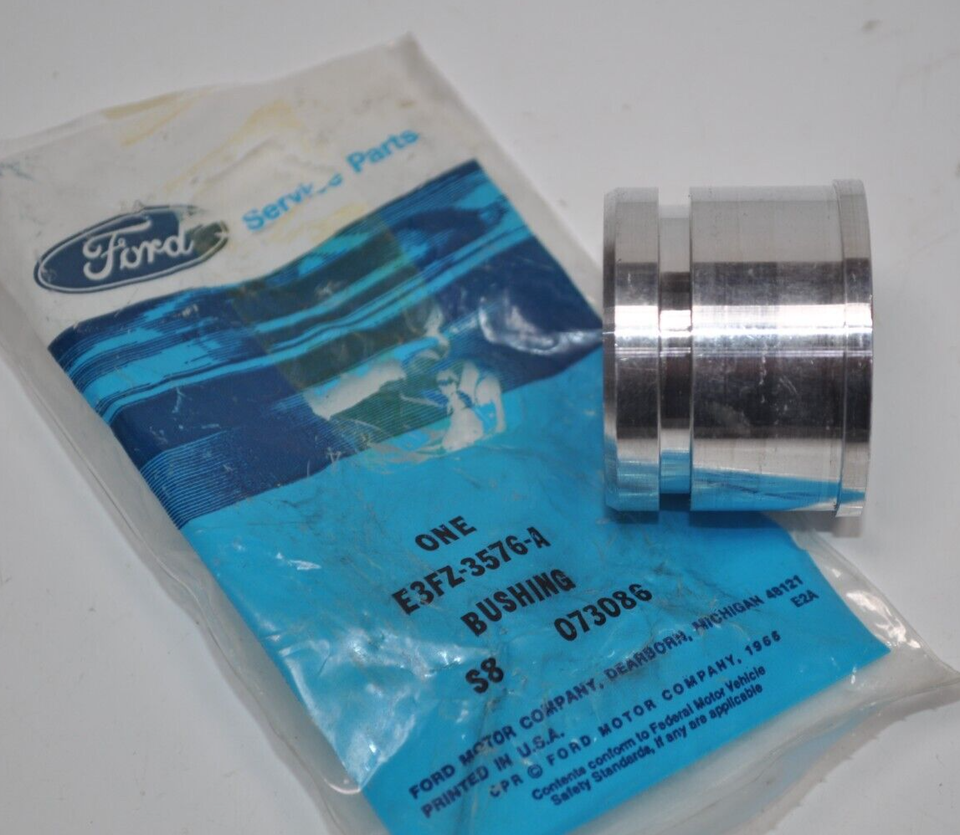 Ford
Service Parts
ONE
E3FZ-3576-A
BUSHING
S8 073086
FORD MOTOR COMPANY, DEARBORN, MICHIGAN 48121
PRINTED IN U.S.A. E2A
CPR © FORD MOTOR COMPANY, 1966
Contents conform to Federal Motor Vehicle
Safety Standards, if any are applicable